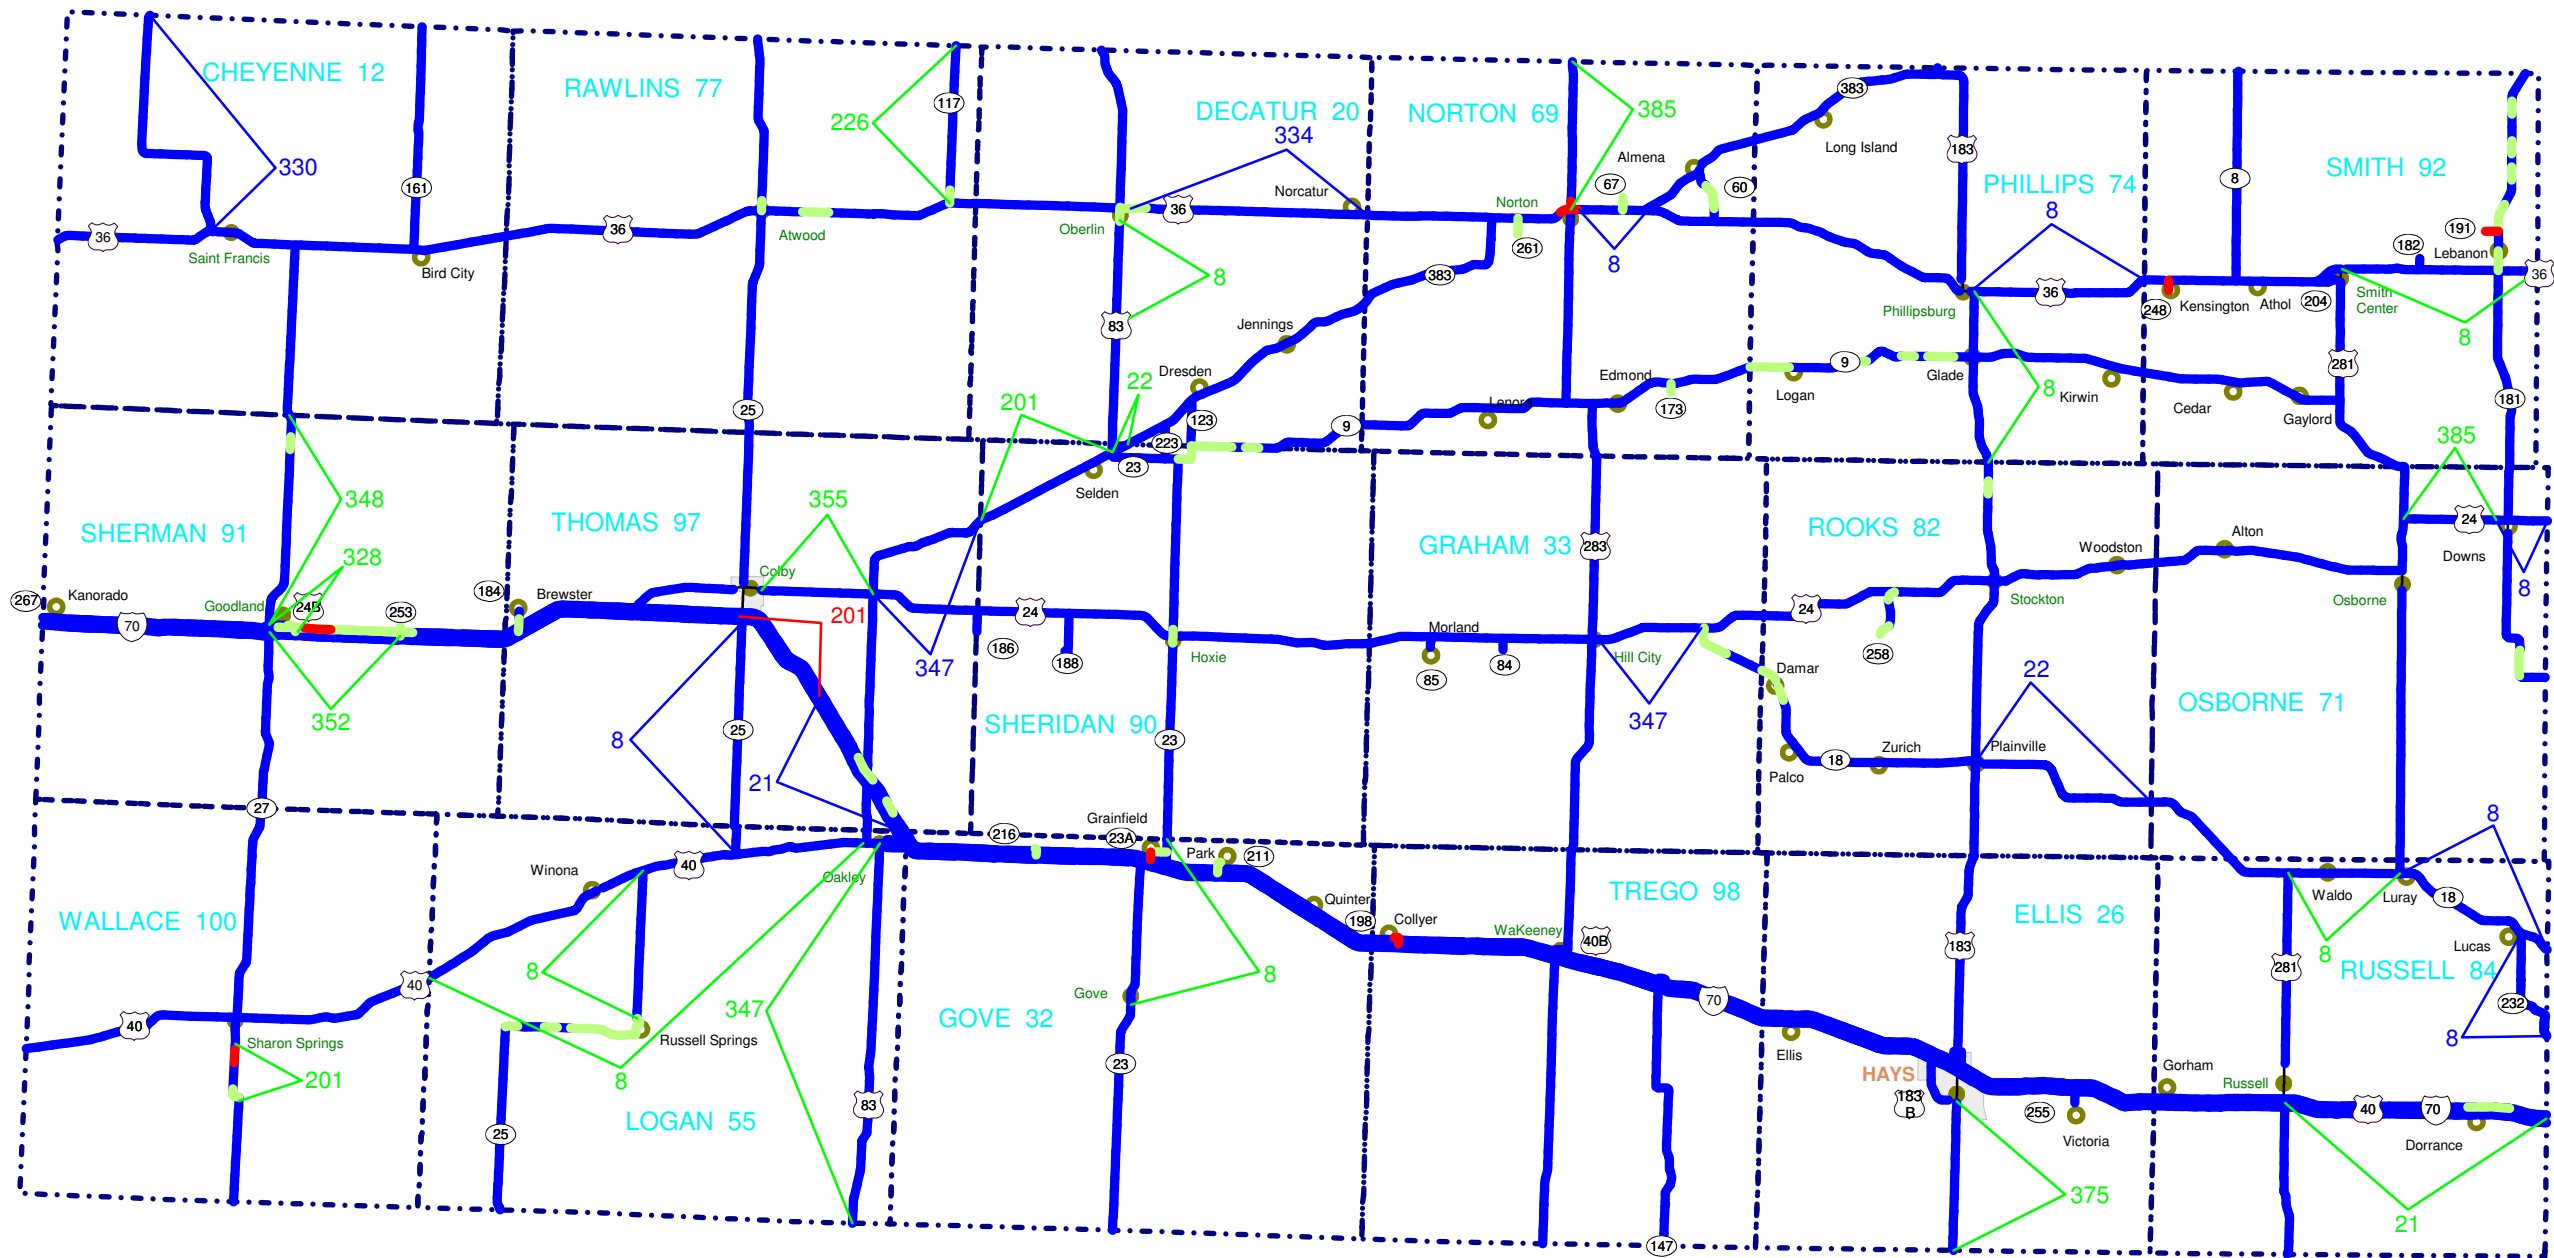 CHEYENNE 12
RAWLINS 77
DECATUR 20
NORTON 69
PHILLIPS 74
SMITH 92
330
161
226
117
334
385
383
Long Island
183
8
8
191
182
Lebanon
36
36
36
36
36
36
Saint Francis
Bird City
Atwood
Oberlin
Norcatur
Norton
261
67
60
Almena
8
8
83
Jennings
383
Phillipsburg
248
Kensington
Athol
204
Smith
Center
8
281
181
Dresden
123
22
201
223
23
9
Selden
Lenora
Edmond
173
Logan
9
Glade
8
Kirwin
Cedar
Gaylord
25
SHERMAN 91
348
328
THOMAS 97
355
GRAHAM 33
283
ROOKS 82
385
24
Downs
8
267
Kanorado
70
Goodland
24B
253
352
184
Brewster
Colby
201
347
24
186
188
Hoxie
Morland
85
84
Hill City
347
24
258
Damar
Stockton
Woodston
Alton
Osborne
8
25
21
SHERIDAN 90
23
22
OSBORNE 71
Palco
18
Zurich
Plainville
27
WALLACE 100
Winona
40
Oakley
216
Grainfield
23A
Park
211
Quinter
198
Collyer
WaKeeney
40B
TREGO 98
ELLIS 26
8
Waldo
Luray
18
Lucas
RUSSELL 84
8
232
8
281
183
40
40
Sharon Springs
201
8
Russell Springs
8
347
LOGAN 55
25
83
GOVE 32
Gove
23
8
70
Ellis
HAYS
183
B
255
Victoria
Gorham
Russell
40
70
Dorrance
375
21
147